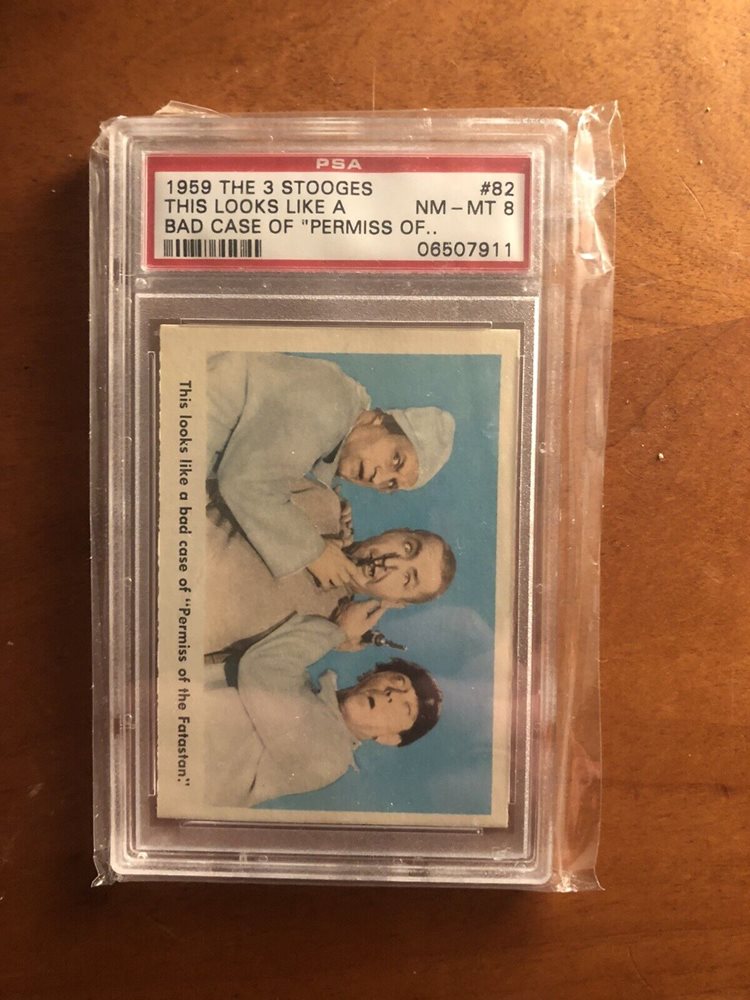 PSA
1959 THE 3 STOOGES #82
THIS LOOKS LIKE A NM-MT 8
BAD CASE OF "PERMISS OF..
06507911
This looks like a bad case of "Permiss of the Fatastan."